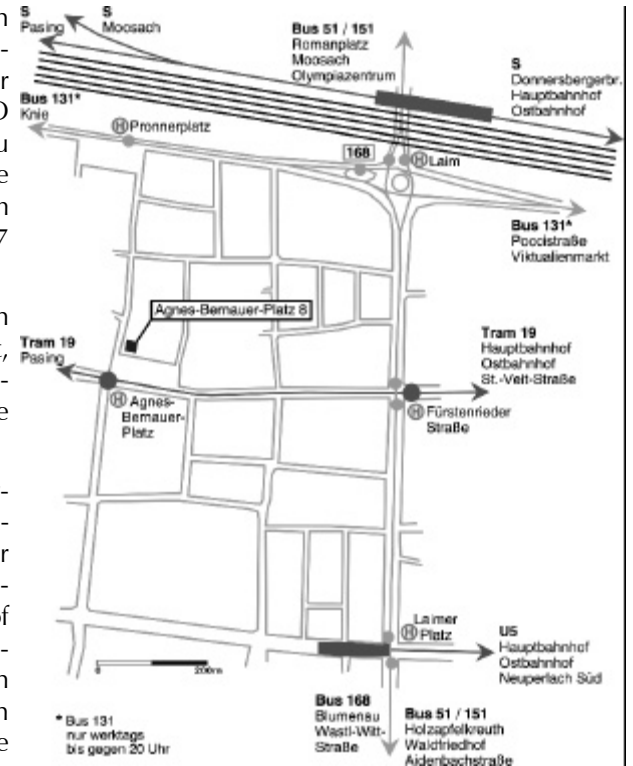 S
Pasing
S
Moosach
Bus 51 / 151
Romanplatz
Moosach
Olympiazentrum
S
Donnersbergerbr.
Hauptbahnhof
Ostbahnhof
Bus 131*
Knie
H Pronnerplatz
168
H Laim
Bus 131*
Poccistraße
Viktualienmarkt
Agnes-Bernauer-Platz 8
Tram 19
Pasing
Tram 19
Hauptbahnhof
Ostbahnhof
St.-Veit-Straße
H Agnes-
Bernauer-
Platz
H Fürstenrieder
Straße
Laimer
H Platz
U5
Hauptbahnhof
Ostbahnhof
Neuperlach Süd
0
200m
* Bus 131
nur werktags
bis gegen 20 Uhr
Bus 168
Blumenau
Wastl-Witt-
Straße
Bus 51 / 151
Holzapfelkreuth
Waldfriedhof
Aidenbachstraße